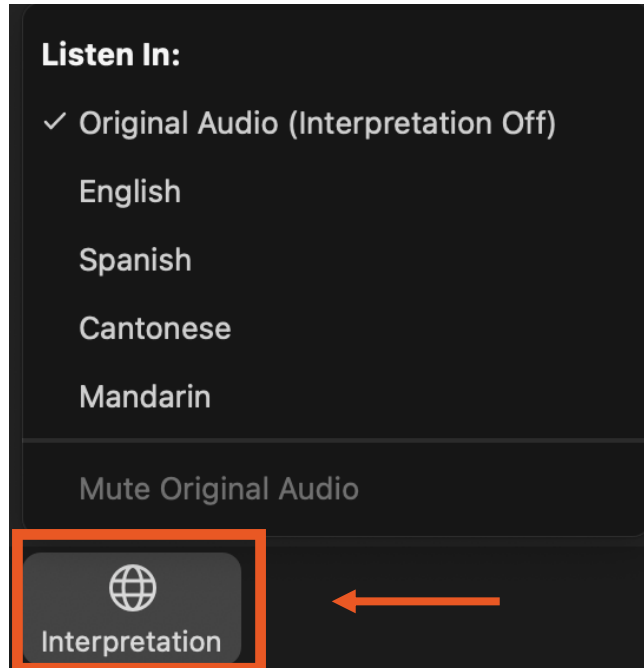 Listen In:
✓ Original Audio (Interpretation Off)
English
Spanish
Cantonese
Mandarin
Mute Original Audio
Interpretation